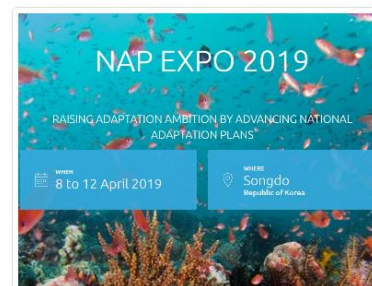 NAP EXPO 2019
RAISING ADAPTATION AMBITION BY ADVANCING NATIONAL
ADAPTATION PLANS
WHEN
8 to 12 April 2019
WHERE
Songdo
Republic of Korea